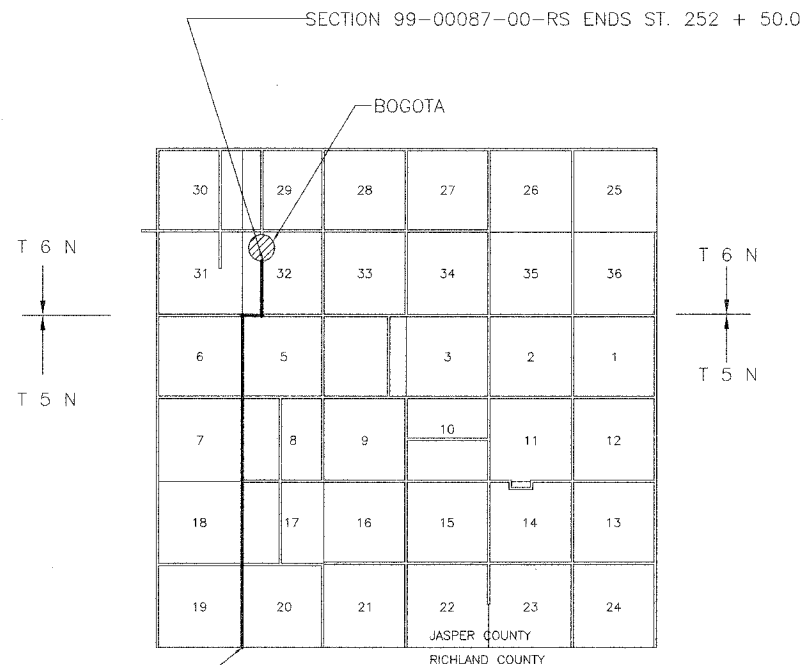 SECTION 99-00087-00-RS ENDS ST. 252 + 50.0
BOGOTA
30 29 28 27 26 25
T 6 N
T 6 N
31 32 33 34 35 36
6 5 3 2 1
T 5 N
T 5 N
7 8 9 10 11 12
18 17 16 15 14 13
19 20 21 22 23 24
JASPER COUNTY
RICHLAND COUNTY